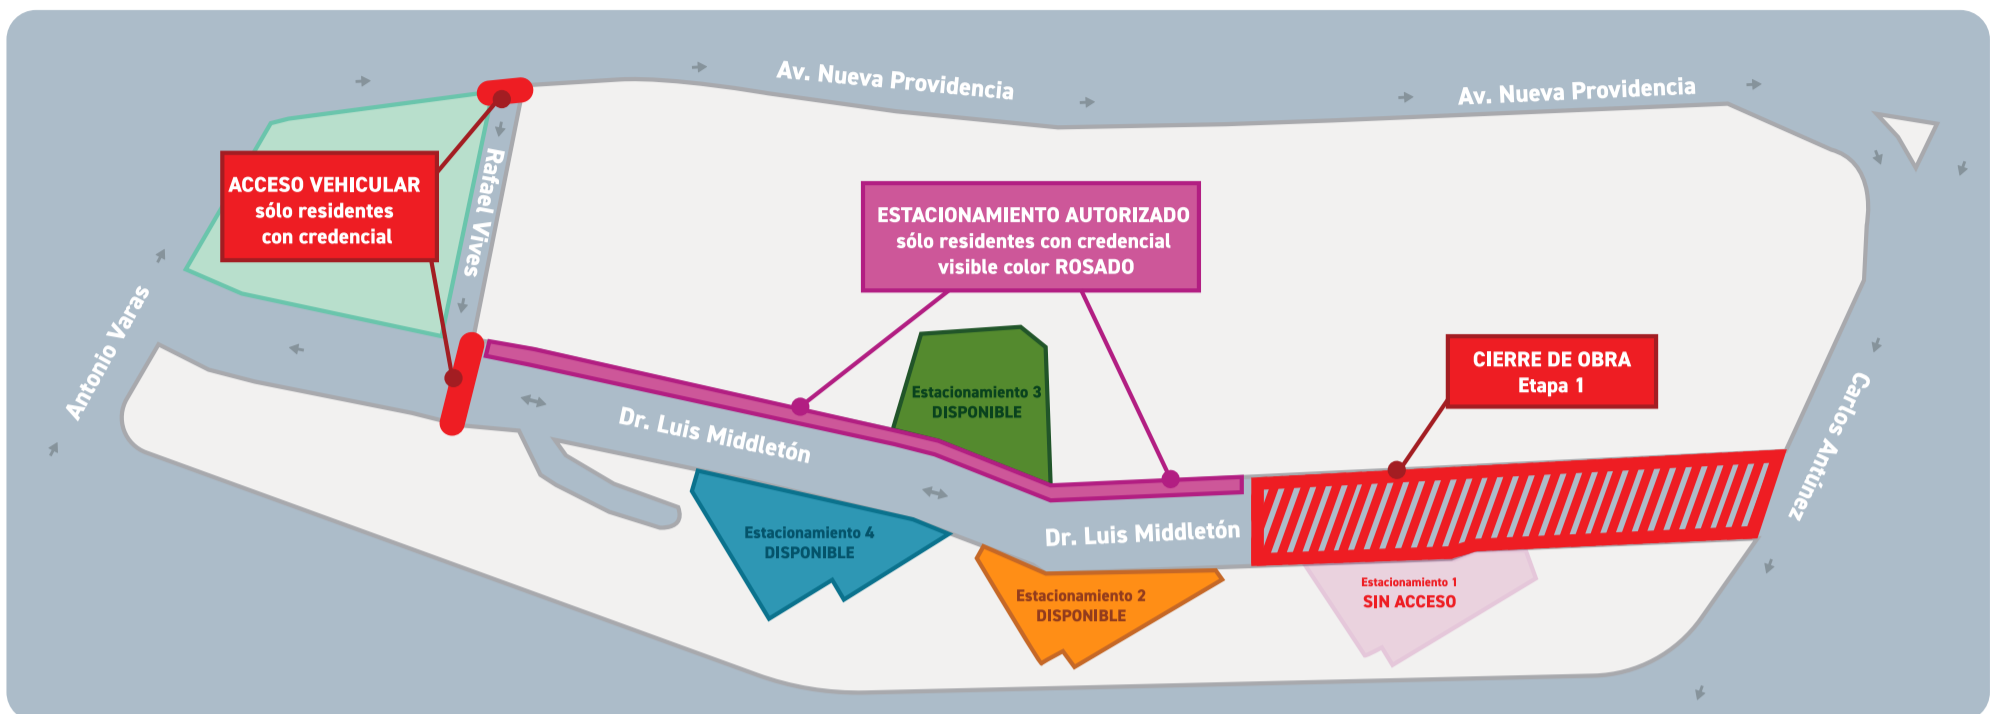 Av. Nueva Providencia
Av. Nueva Providencia
ACCESO VEHICULAR
sólo residentes
con credencial
Rafael Vives
ESTACIONAMIENTO AUTORIZADO
sólo residentes con credencial
visible color ROSADO
Antonio Varas
CIERRE DE OBRA
Etapa 1
Estacionamiento 3
DISPONIBLE
Carlos Antúnez
Dr. Luis Middletón
Dr. Luis Middletón
Estacionamiento 4
DISPONIBLE
Estacionamiento 2
DISPONIBLE
Estacionamiento 1
SIN ACCESO